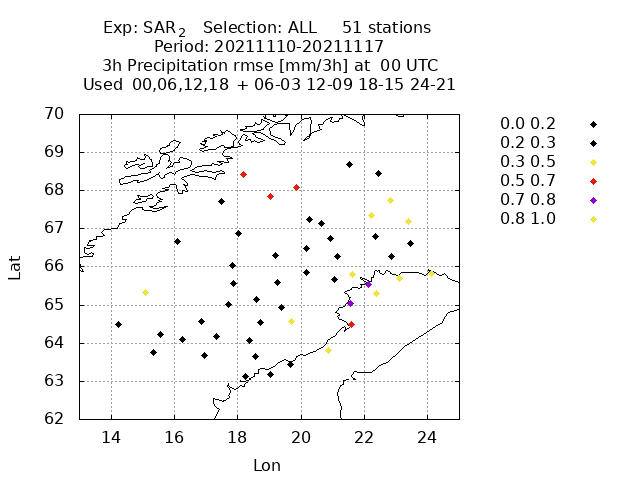 Exp: SAR2 Selection: ALL 51 stations
Period: 20211110-20211117
3h Precipitation rmse [mm/3h] at 00 UTC
Used 00,06,12,18 + 06-03 12-09 18-15 24-21
70
69
68
67
66
65
64
63
62
Lat
14 16 18 20 22 24
Lon
0.0 0.2
0.2 0.3
0.3 0.5
0.5 0.7
0.7 0.8
0.8 1.0